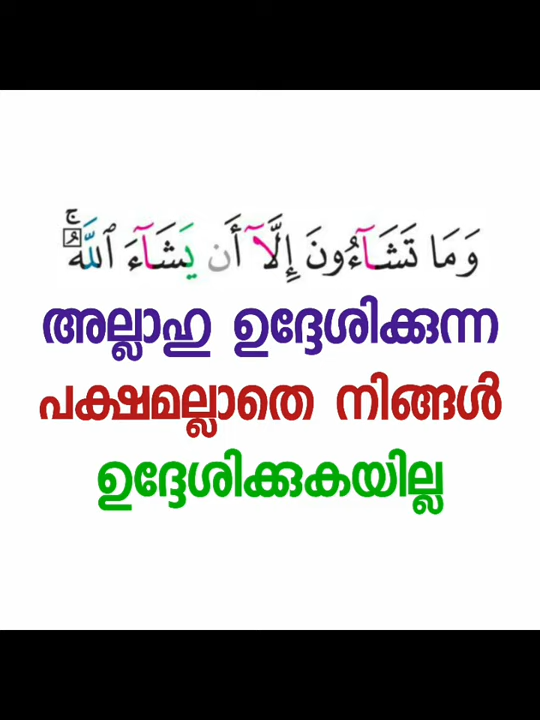 وَمَا تَشَآءُونَ إِلَّآ أَن يَشَآءَ ٱللَّهُۚ
അല്ലാഹു ഉദ്ദേശിക്കുന്ന
പക്ഷമല്ലാതെ നിങ്ങൾ
ഉദ്ദേശിക്കുകയില്ല